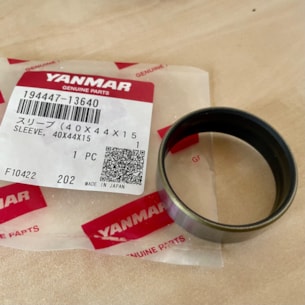 YANMAR
GENUINE PARTS
194447-13640
スリーブ (40X44X15
1
SLEEVE, 40X44X15
1 PC
F10422
202
MADE IN JAPAN
YANMAR
GENUINE PARTS